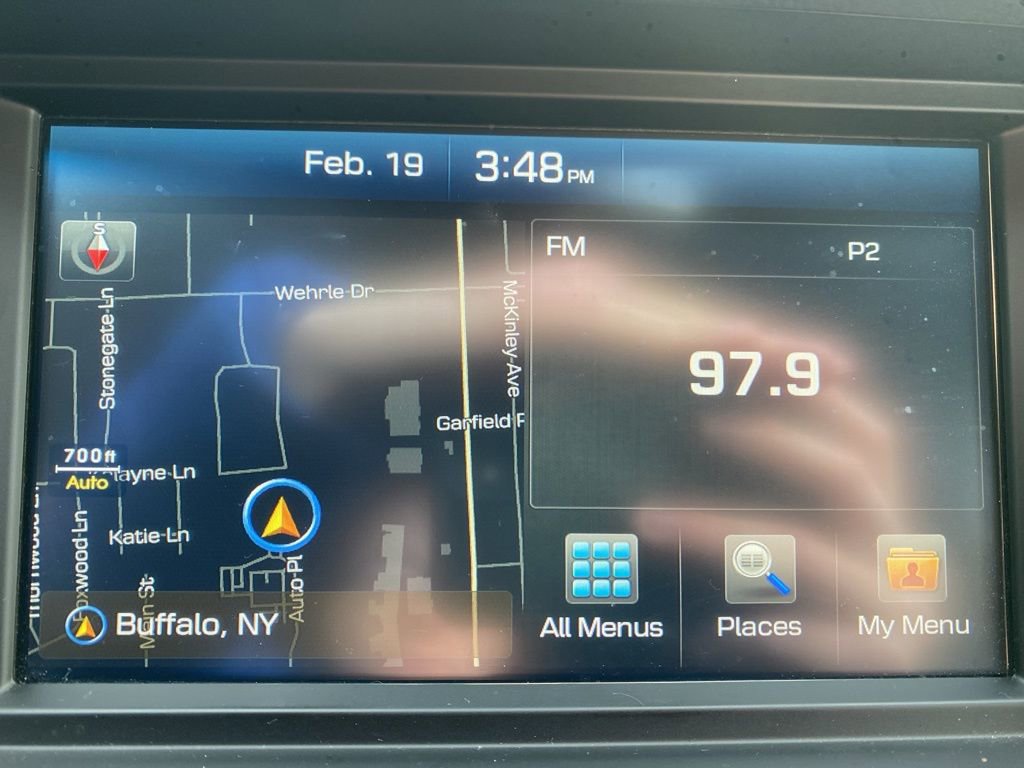 Feb. 19
3:48 PM
S
FM
P2
Wehrle Dr
Stonegate Ln
McKinley-Ave
97.9
Garfield
700ft
Auto
Katie-Ln
Auto-Pl
Buffalo, NY
All Menus
Places
My Menu